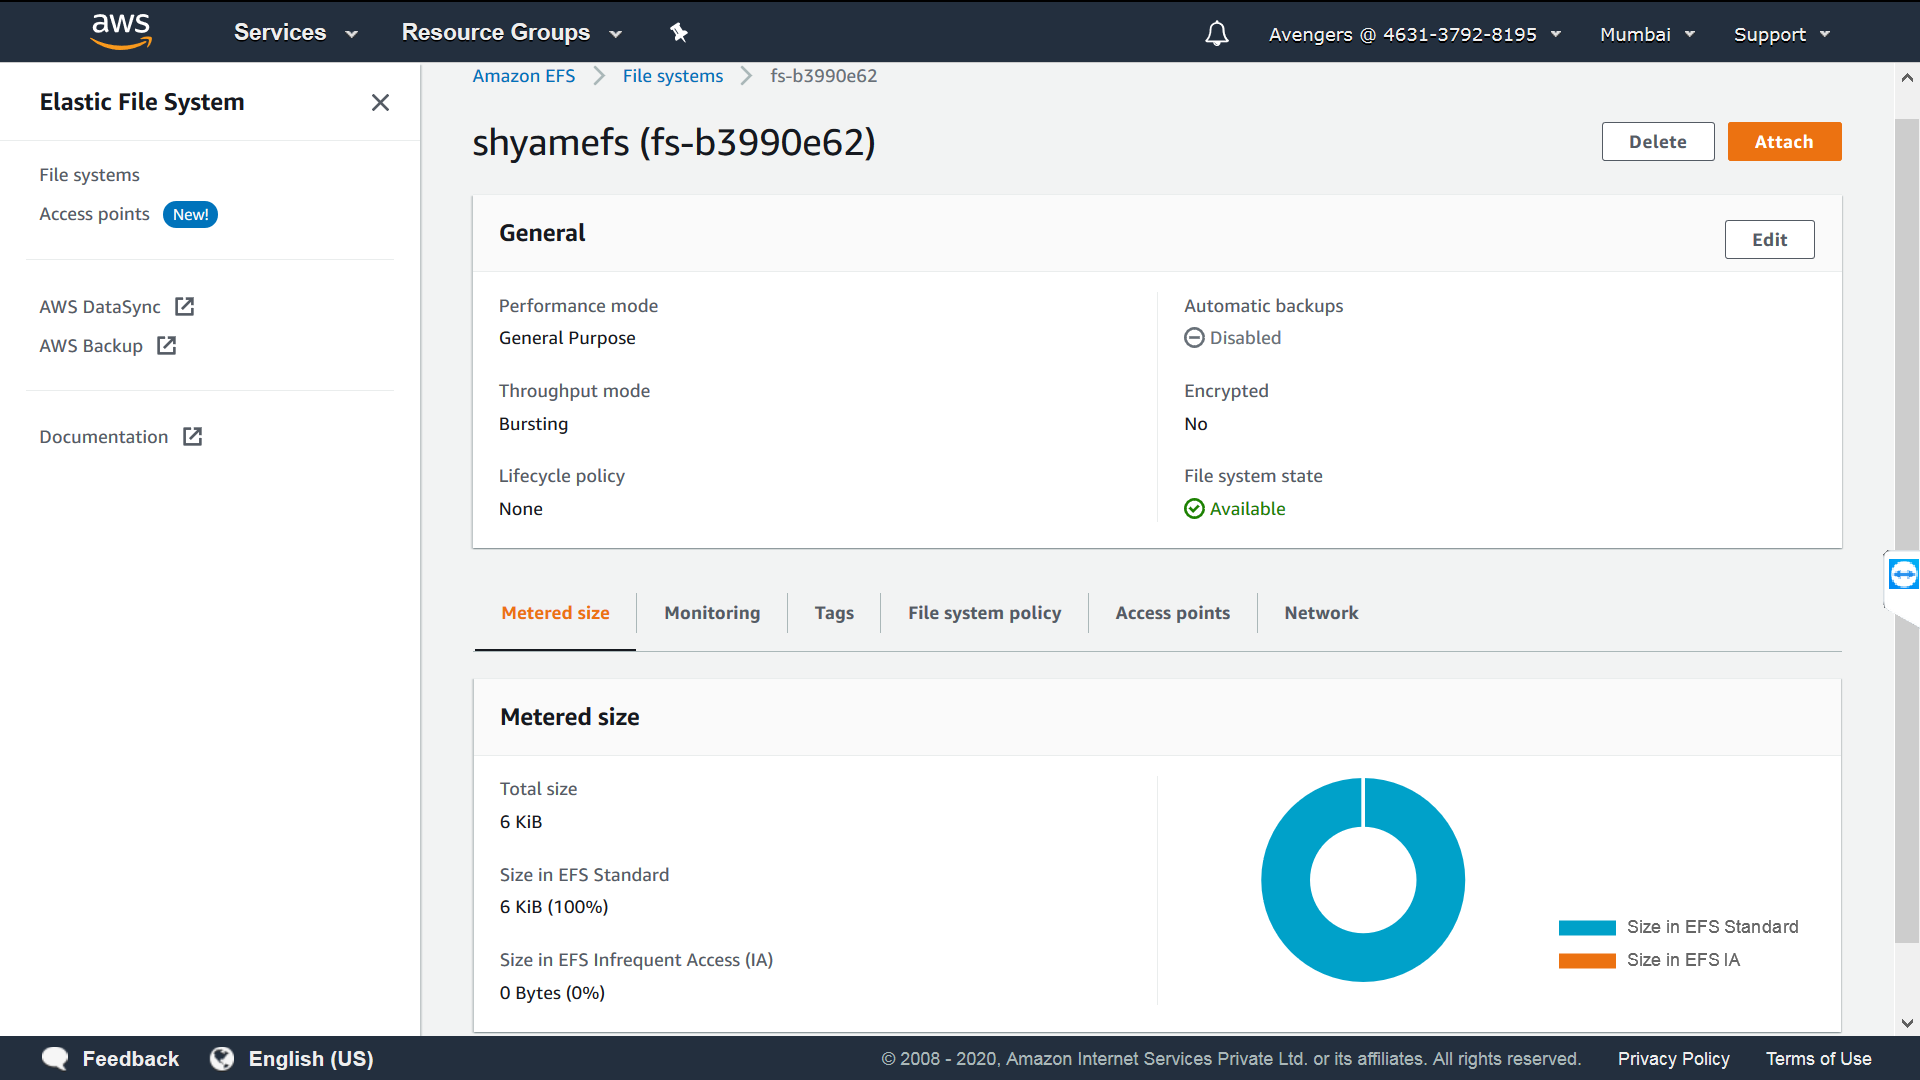 aws
Services
Resource Groups
Avengers @ 4631-3792-8195
Mumbai
Support
Elastic File System
File systems
Access points New!
AWS DataSync
AWS Backup
Documentation
Amazon EFS
File systems
fs-b3990e62
shyamefs (fs-b3990e62)
Delete
Attach
General
Edit
Performance mode
General Purpose
Throughput mode
Bursting
Lifecycle policy
None
Automatic backups
Disabled
Encrypted
No
File system state
Available
Metered size
Monitoring
Tags
File system policy
Access points
Network
Metered size
Total size
6 KiB
Size in EFS Standard
6 KiB (100%)
Size in EFS Infrequent Access (IA)
0 Bytes (0%)
Size in EFS Standard
Size in EFS IA
Feedback
English (US)
© 2008 - 2020, Amazon Internet Services Private Ltd. or its affiliates. All rights reserved.
Privacy Policy
Terms of Use